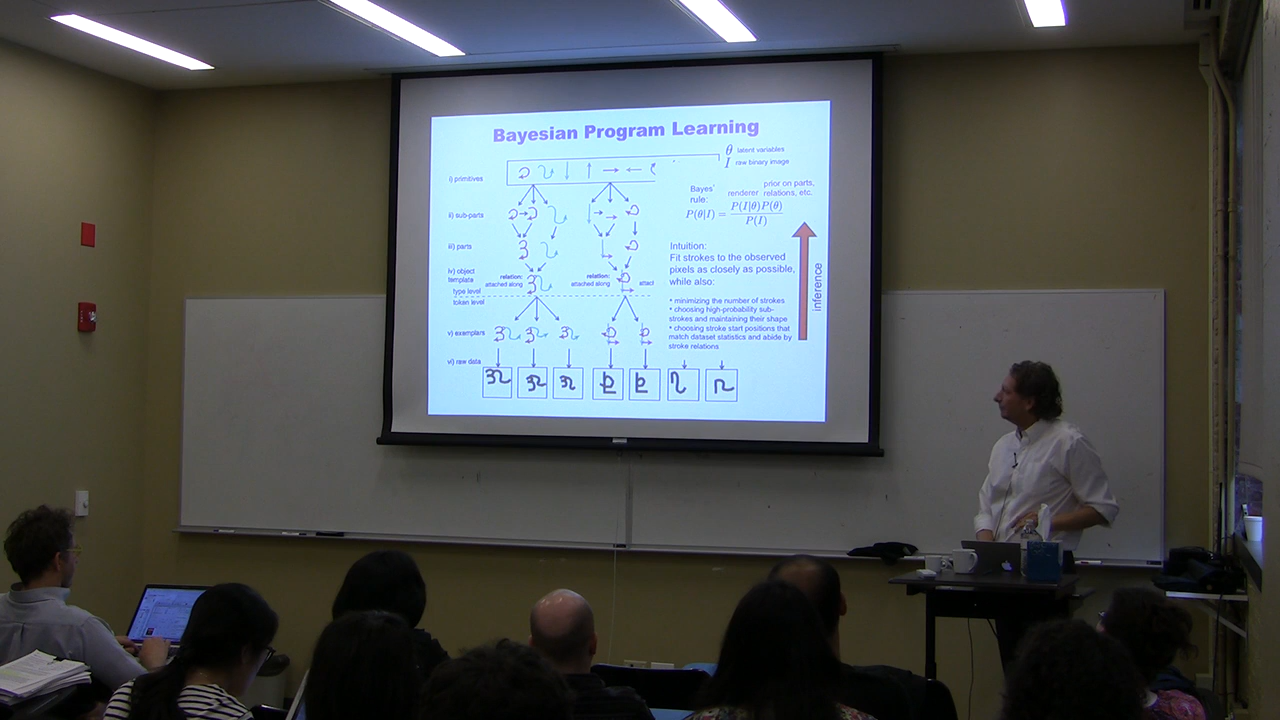 Bayesian Program Learning
θ latent variables
I raw binary image
i) primitives
ii) sub-parts
iii) parts
iv) object
template
type level
token level
v) exemplars
vi) raw data
relation:
attached along
relation:
attached along
attacl
Bayes'
rule:
renderer
prior on parts,
relations, etc.
P(θ|I) = P(I|θ)P(θ)
P(I)
Intuition:
Fit strokes to the observed
pixels as closely as possible,
while also:
• minimizing the number of strokes
• choosing high-probability sub-
strokes and maintaining their shape
• choosing stroke start positions that
match dataset statistics and abide by
stroke relations
inference